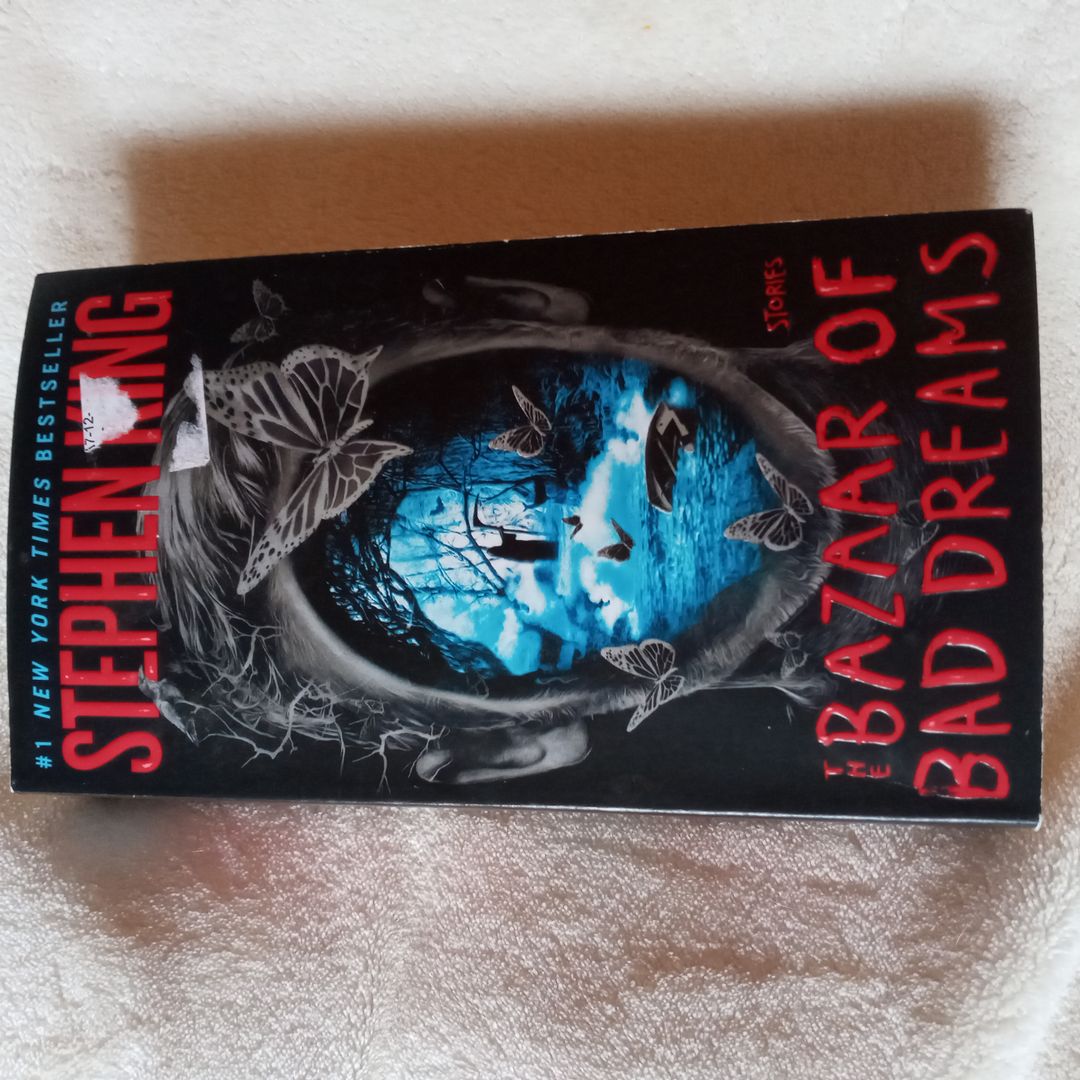 #1 NEW YORK TIMES BESTSELLER
STEPHEN KING
STORIES
THE BAZAAR OF
BAD DREAMS